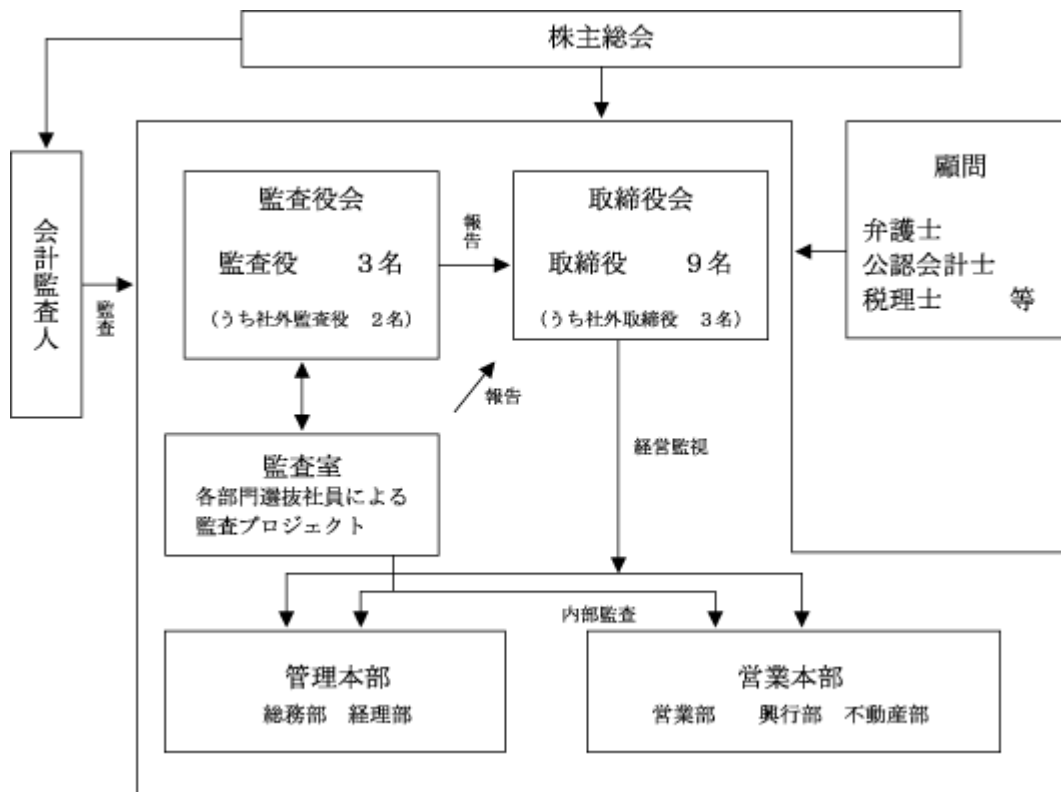 株主総会
会計監査人
監査
監査役会
監査役　　３名
（うち社外監査役　２名）
報告
取締役会
取締役　　９名
（うち社外取締役　３名）
顧問
弁護士
公認会計士
税理士　　　等
報告
監査室
各部門選抜社員による
監査プロジェクト
経営監視
内部監査
管理本部
総務部　経理部
営業本部
営業部　　興行部　不動産部